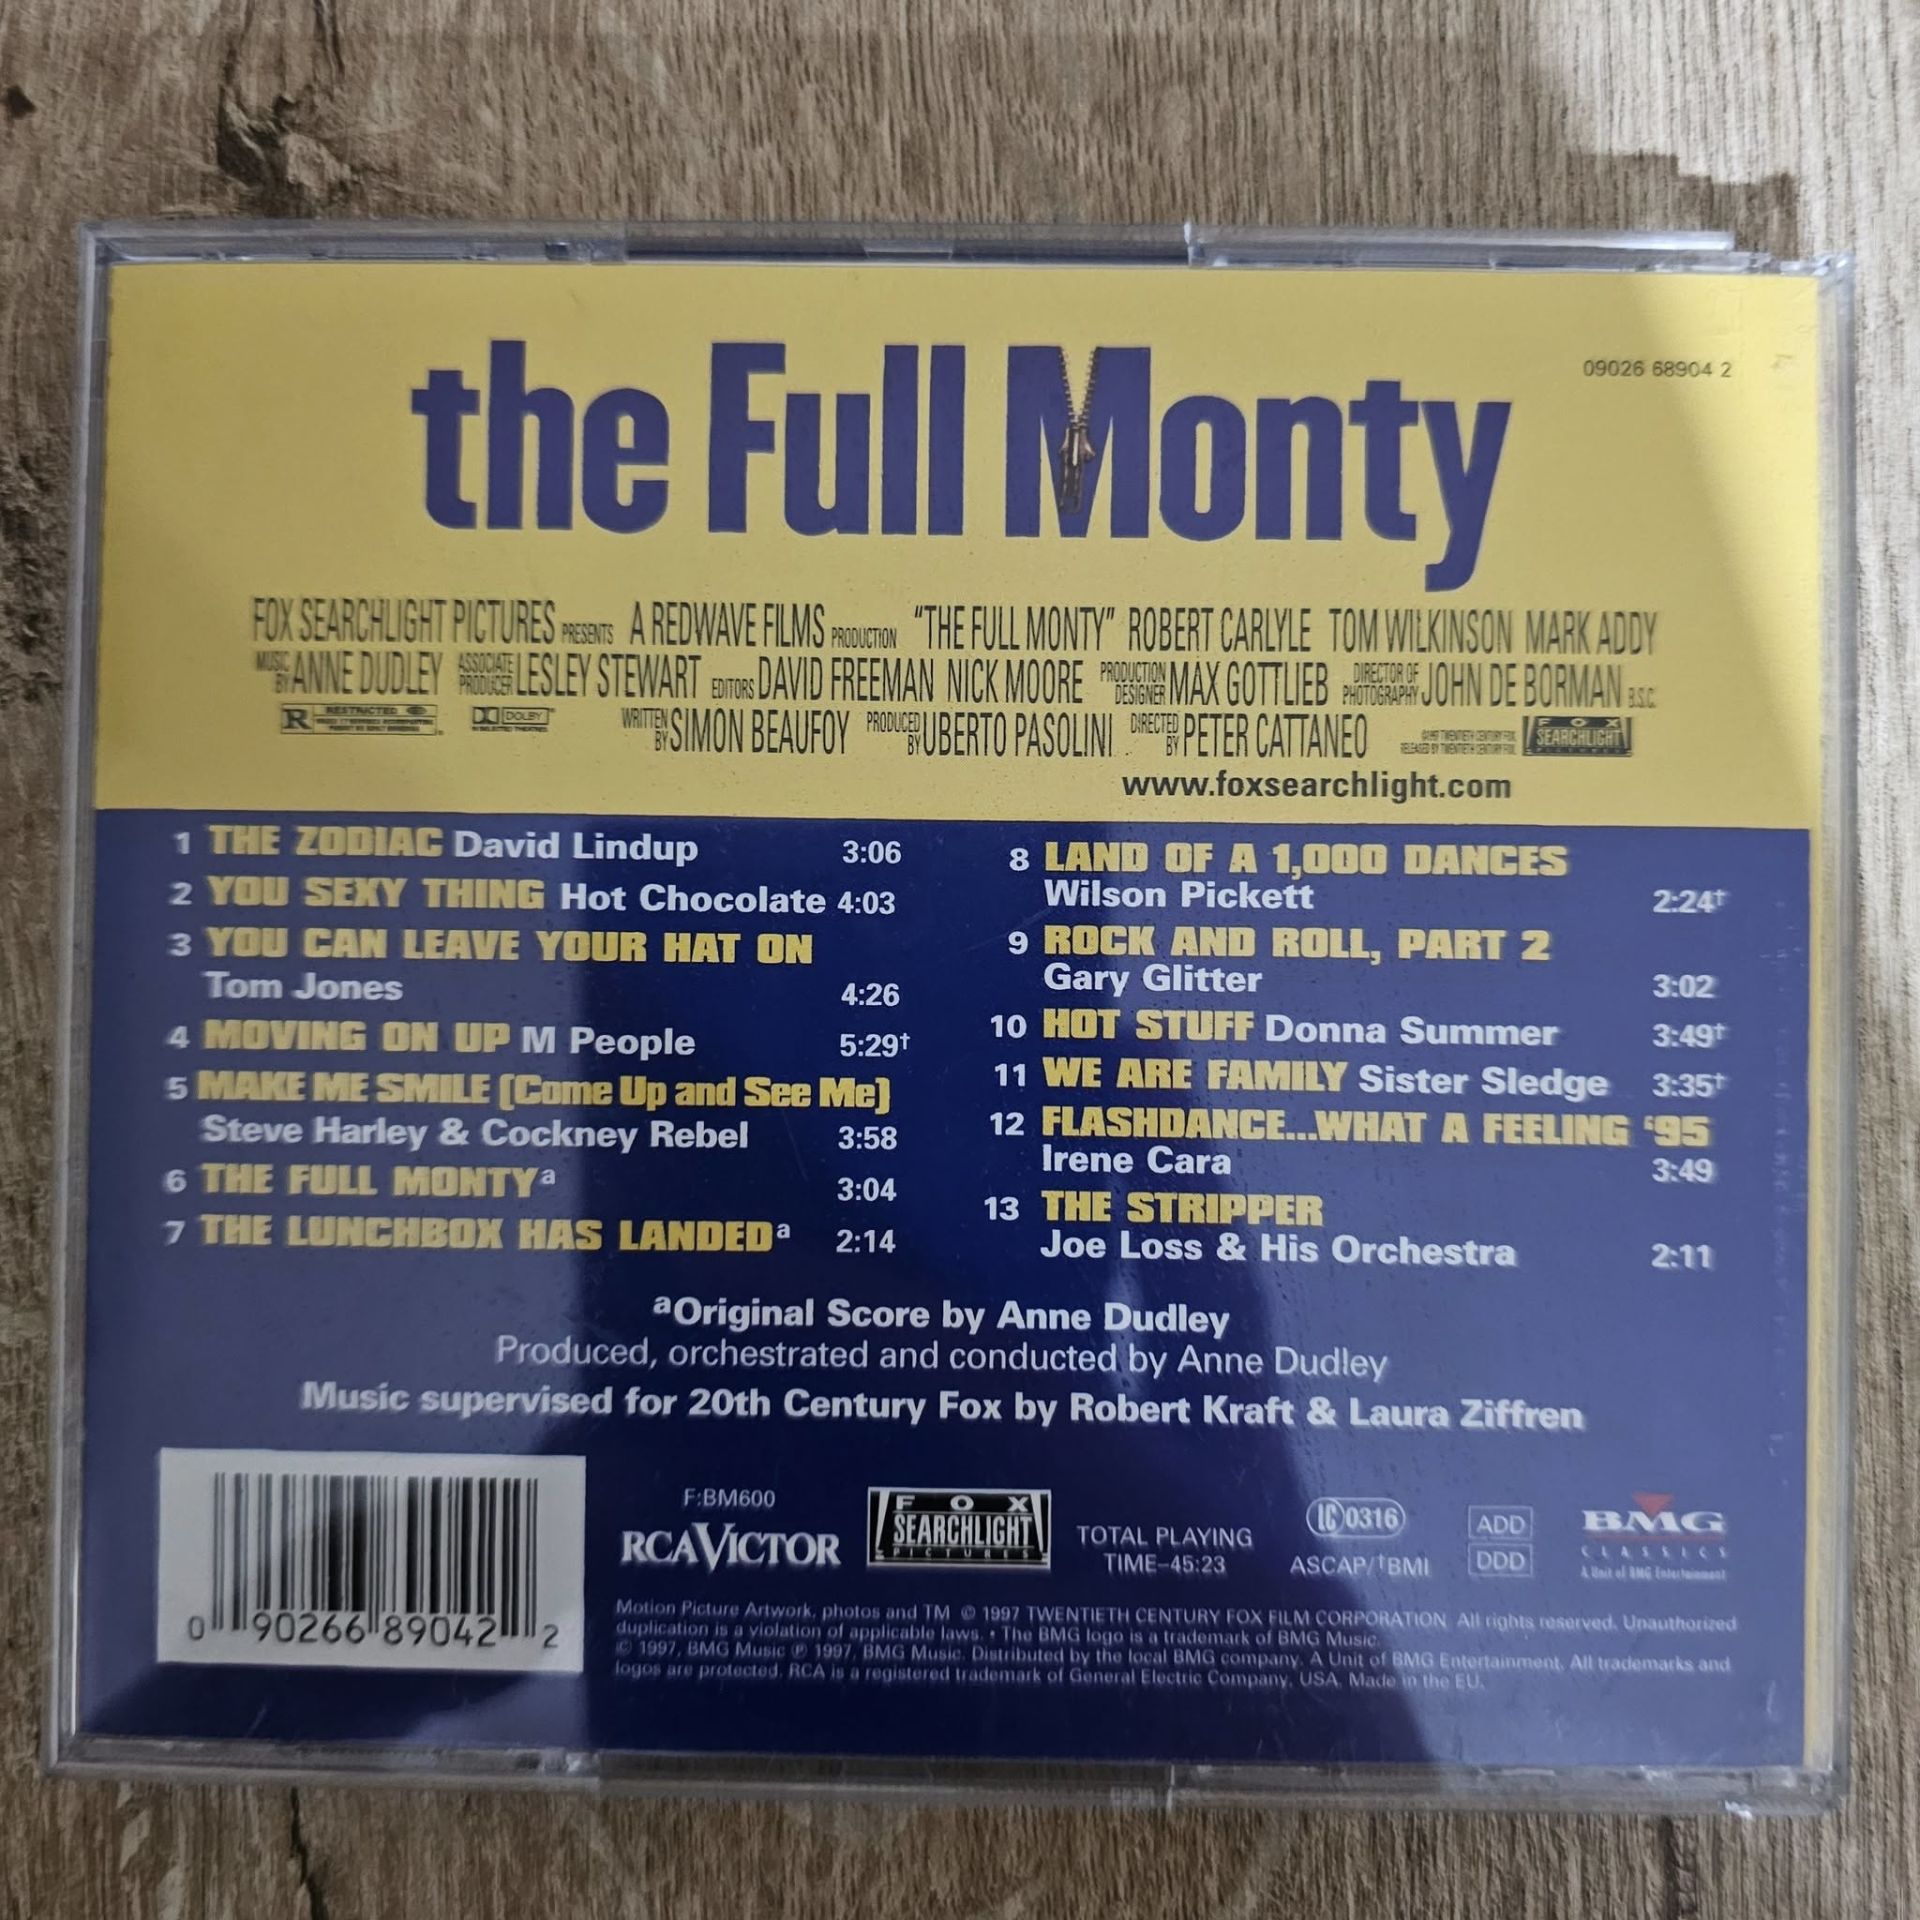 the Full Monty
09026 68904 2
FOX SEARCHLIGHT PICTURES PRESENTS A REDWAVE FILMS PRODUCTION "THE FULL MONTY" ROBERT CARLYLE TOM WILKINSON MARK ADDY
MUSIC BY ANNE DUDLEY ASSOCIATE PRODUCER LESLEY STEWART EDITORS DAVID FREEMAN NICK MOORE PRODUCTION DESIGNER MAX GOTTLIEB DIRECTOR OF PHOTOGRAPHY JOHN DE BORMAN B.S.C.
R RESTRICTED DOLBY WRITTEN BY SIMON BEAUFOY PRODUCED BY UBERTO PASOLINI DIRECTED BY PETER CATTANEO FOX SEARCHLIGHT PICTURES
www.foxsearchlight.com
1 THE ZODIAC David Lindup 3:06
2 YOU SEXY THING Hot Chocolate 4:03
3 YOU CAN LEAVE YOUR HAT ON
Tom Jones 4:26
4 MOVING ON UP M People 5:29†
5 MAKE ME SMILE (Come Up and See Me)
Steve Harley & Cockney Rebel 3:58
6 THE FULL MONTYª 3:04
7 THE LUNCHBOX HAS LANDEDª 2:14
8 LAND OF A 1,000 DANCES
Wilson Pickett 2:24†
9 ROCK AND ROLL, PART 2
Gary Glitter 3:02
10 HOT STUFF Donna Summer 3:49†
11 WE ARE FAMILY Sister Sledge 3:35†
12 FLASHDANCE...WHAT A FEELING '95
Irene Cara 3:49
13 THE STRIPPER
Joe Loss & His Orchestra 2:11
ªOriginal Score by Anne Dudley
Produced, orchestrated and conducted by Anne Dudley
Music supervised for 20th Century Fox by Robert Kraft & Laura Ziffren
0 90266 89042 2
F:BM600
RCA VICTOR
FOX
SEARCHLIGHT
PICTURES
TOTAL PLAYING
TIME–45:23
LC 0316
ASCAP/†BMI
ADD
DDD
BMG
CLASSICS
A Unit of BMG Entertainment
Motion Picture Artwork, photos and TM © 1997 TWENTIETH CENTURY FOX FILM CORPORATION. All rights reserved. Unauthorized
duplication is a violation of applicable laws. • The BMG logo is a trademark of BMG Music.
© 1997, BMG Music ℗ 1997, BMG Music. Distributed by the local BMG company. A Unit of BMG Entertainment. All trademarks and
logos are protected. RCA is a registered trademark of General Electric Company, USA. Made in the EU.